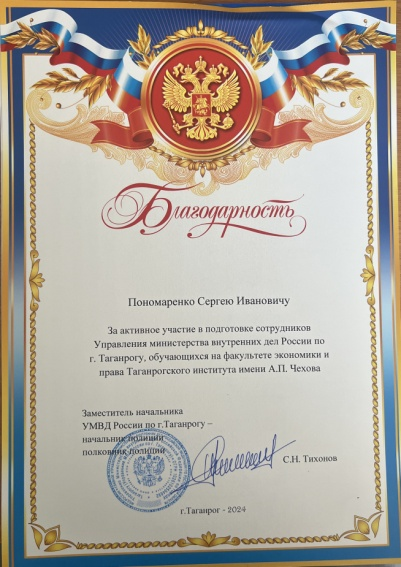 Благодарность
Пономаренко Сергею Ивановичу
За активное участие в подготовке сотрудников
Управления министерства внутренних дел России по
г. Таганрогу, обучающихся на факультете экономики и
права Таганрогского института имени А.П. Чехова
Заместитель начальника
УМВД России по г.Таганрогу –
начальник полиции
полковник полиции
С.Н. Тихонов
г.Таганрог - 2024